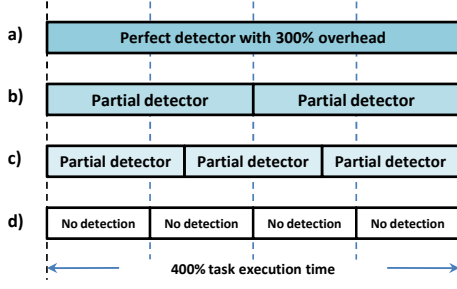 a) Perfect detector with 300% overhead
b) Partial detector Partial detector
c) Partial detector Partial detector Partial detector
d) No detection No detection No detection No detection
400% task execution time